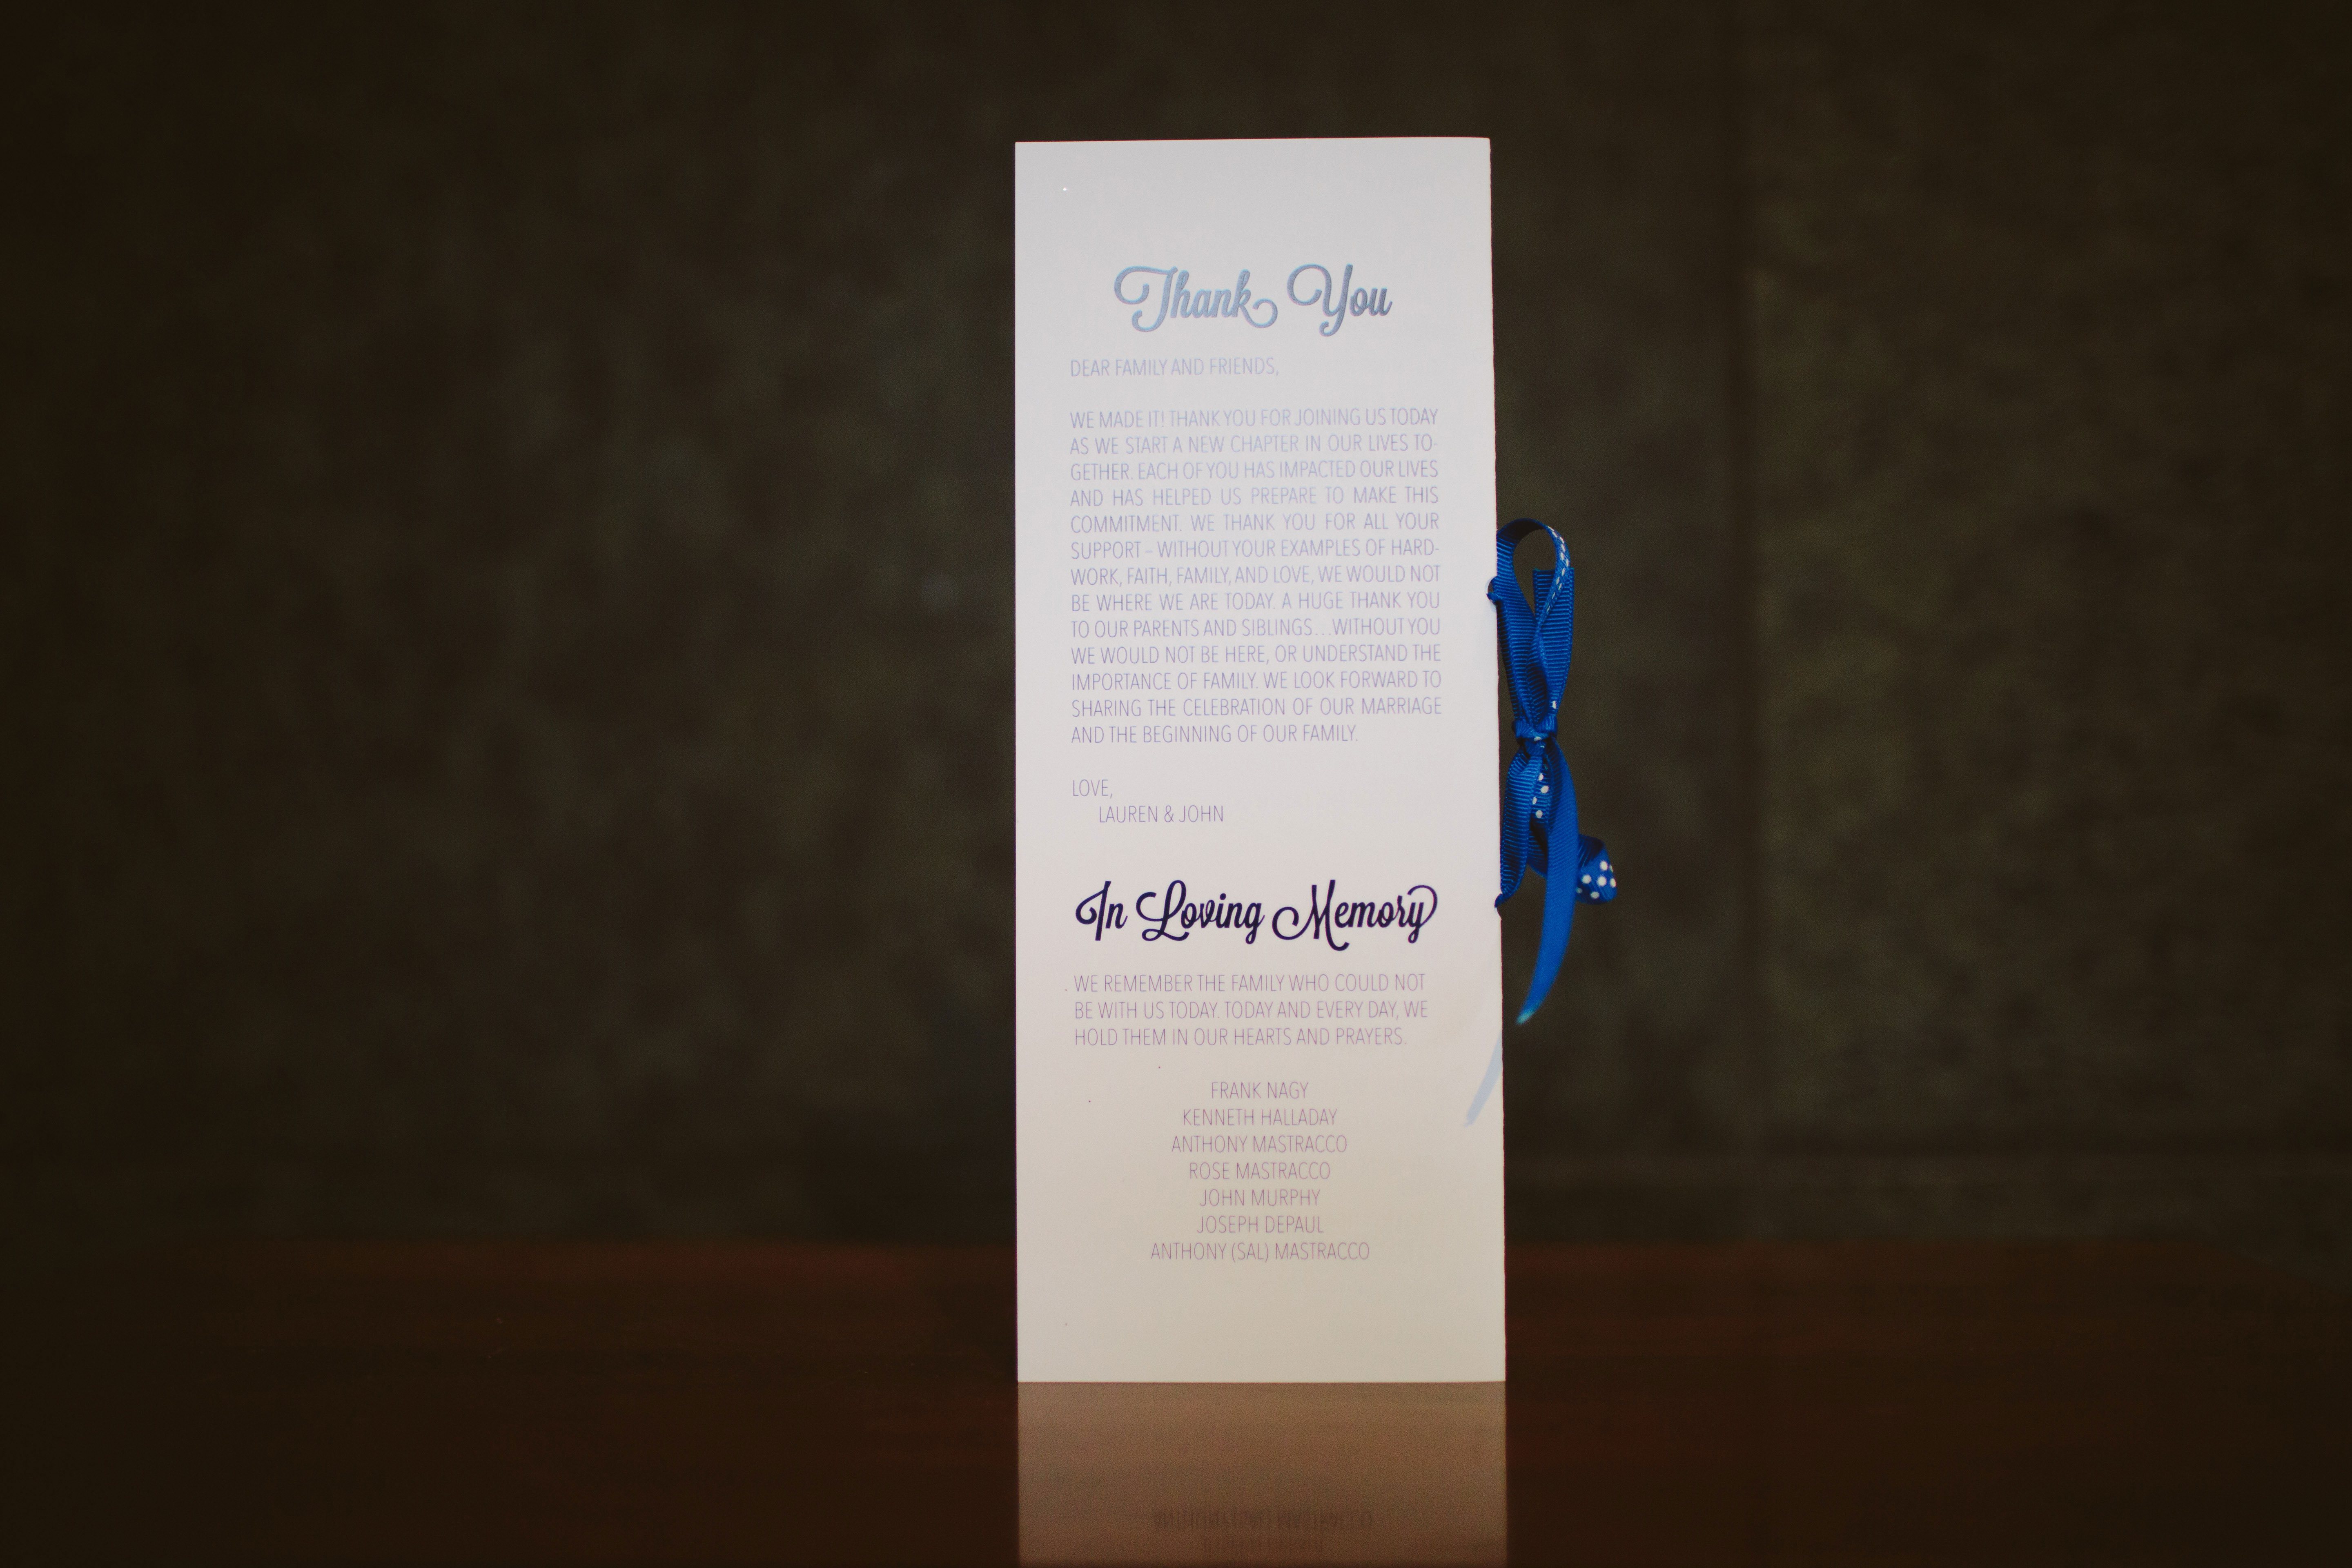 Thank You
DEAR FAMILY AND FRIENDS,
WE MADE IT! THANK YOU FOR JOINING US TODAY
AS WE START A NEW CHAPTER IN OUR LIVES TO-
GETHER. EACH OF YOU HAS IMPACTED OUR LIVES
AND HAS HELPED US PREPARE TO MAKE THIS
COMMITMENT. WE THANK YOU FOR ALL YOUR
SUPPORT – WITHOUT YOUR EXAMPLES OF HARD-
WORK, FAITH, FAMILY, AND LOVE, WE WOULD NOT
BE WHERE WE ARE TODAY. A HUGE THANK YOU
TO OUR PARENTS AND SIBLINGS...WITHOUT YOU
WE WOULD NOT BE HERE, OR UNDERSTAND THE
IMPORTANCE OF FAMILY. WE LOOK FORWARD TO
SHARING THE CELEBRATION OF OUR MARRIAGE
AND THE BEGINNING OF OUR FAMILY.
LOVE,
LAUREN & JOHN
In Loving Memory
WE REMEMBER THE FAMILY WHO COULD NOT
BE WITH US TODAY. TODAY AND EVERY DAY, WE
HOLD THEM IN OUR HEARTS AND PRAYERS.
FRANK NAGY
KENNETH HALLADAY
ANTHONY MASTRACCO
ROSE MASTRACCO
JOHN MURPHY
JOSEPH DEPAUL
ANTHONY (SAL) MASTRACCO